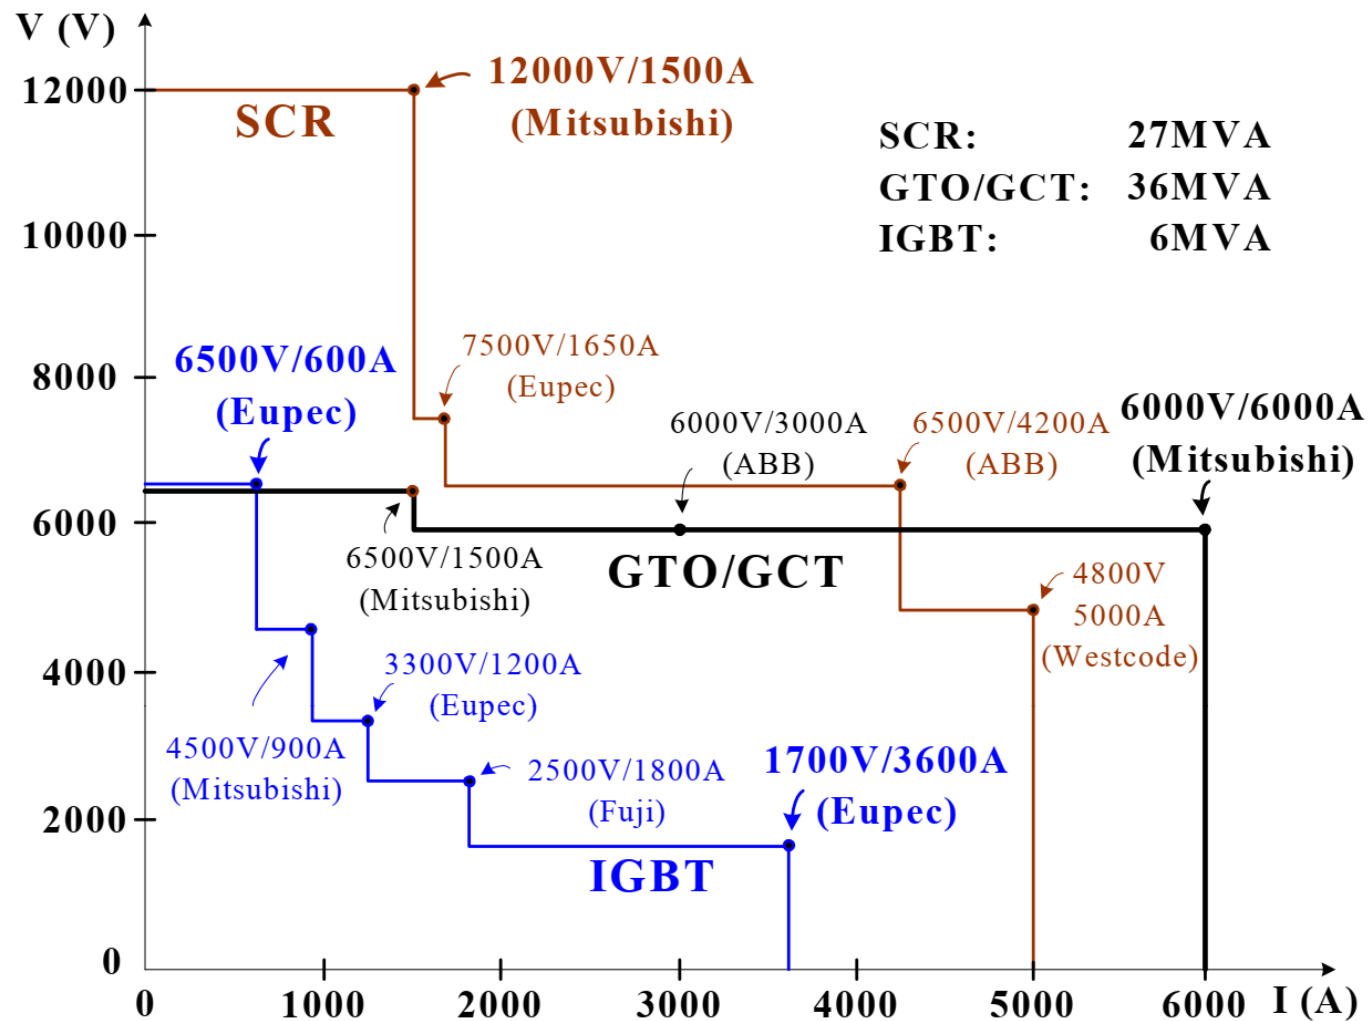 V (V)
12000
10000
8000
6000
4000
2000
0
SCR
12000V/1500A
(Mitsubishi)
SCR: 27MVA
GTO/GCT: 36MVA
IGBT: 6MVA
7500V/1650A
(Eupec)
6500V/600A
(Eupec)
6000V/3000A
(ABB)
6500V/4200A
(ABB)
6000V/6000A
(Mitsubishi)
6500V/1500A
(Mitsubishi)
GTO/GCT
4800V
5000A
(Westcode)
3300V/1200A
(Eupec)
4500V/900A
(Mitsubishi)
2500V/1800A
(Fuji)
1700V/3600A
(Eupec)
IGBT
0
1000
2000
3000
4000
5000
6000
I (A)